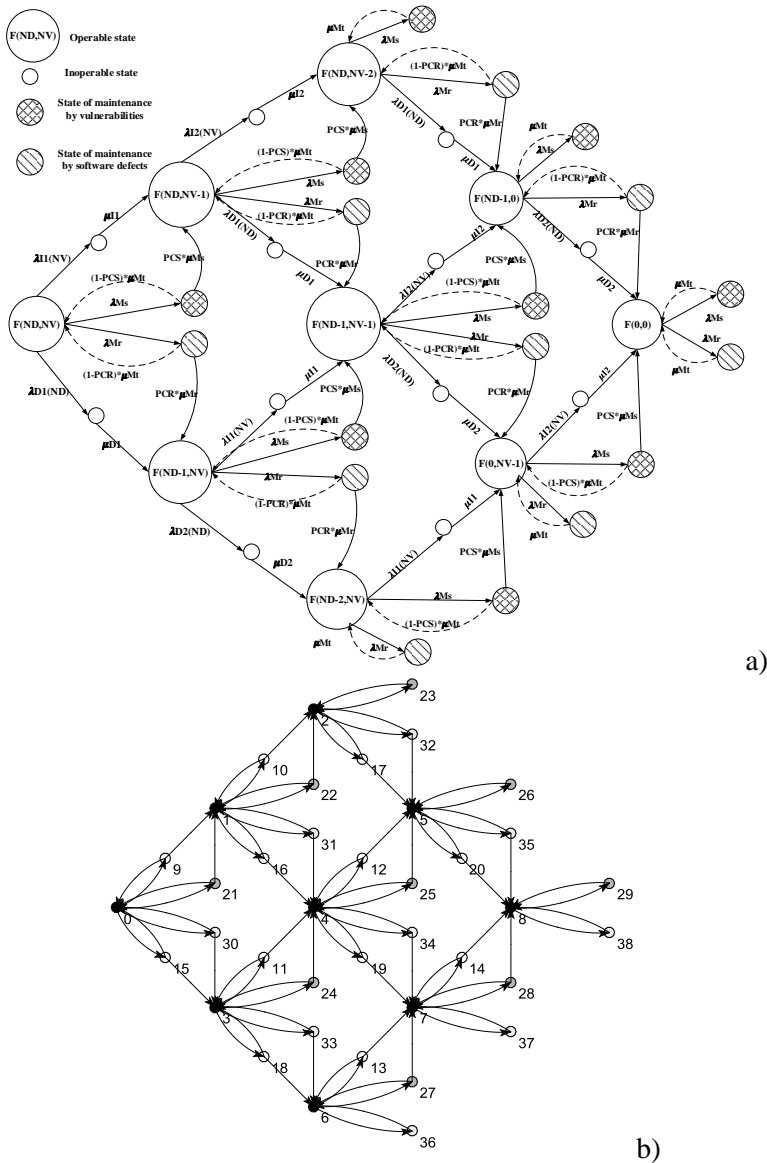 F(ND,NV)
Operable state
Inoperable state
State of maintenance
by vulnerabilities
State of maintenance
by software defects
μMt
λMs
F(ND,NV-2)
(1-PCR)*μMt
λMr
μI2
λI2(NV)
PCS*μMs
λD1(ND)
PCR*μMr
μD1
μMt
λMs
(1-PCS)*μMt
λMs
λMr
(1-PCR)*μMt
F(ND,NV-1)
F(ND-1,0)
(1-PCR)*μMt
λMr
μI1
λI1(NV)
λD1(ND)
μD1
PCR*μMr
λD2(ND)
PCR*μMr
μI2
λI2(NV)
μD2
PCS*μMs
(1-PCS)*μMt
λMs
PCS*μMs
(1-PCS)*μMt
λMs
μMt
F(ND,NV)
λMr
(1-PCR)*μMt
F(ND-1,NV-1)
λMr
(1-PCR)*μMt
F(0,0)
λMs
λMr
μMt
λD1(ND)
μD1
PCR*μMr
μI1
λI1(NV)
PCS*μMs
λD2(ND)
μD2
PCR*μMr
μI2
λI2(NV)
PCS*μMs
(1-PCS)*μMt
λMs
F(ND-1,NV)
λMr
(1-PCR)*μMt
F(0,NV-1)
λMs
(1-PCS)*μMt
λMr
μMt
λD2(ND)
μD2
PCR*μMr
μI1
λI1(NV)
PCS*μMs
F(ND-2,NV)
λMs
(1-PCS)*μMt
μMt
λMr
a)
23
2
32
10
17
22
26
1
5
31
35
9
16
12
20
21
25
29
0
4
8
30
34
38
15
11
19
14
24
28
3
7
33
37
18
13
27
6
36
b)